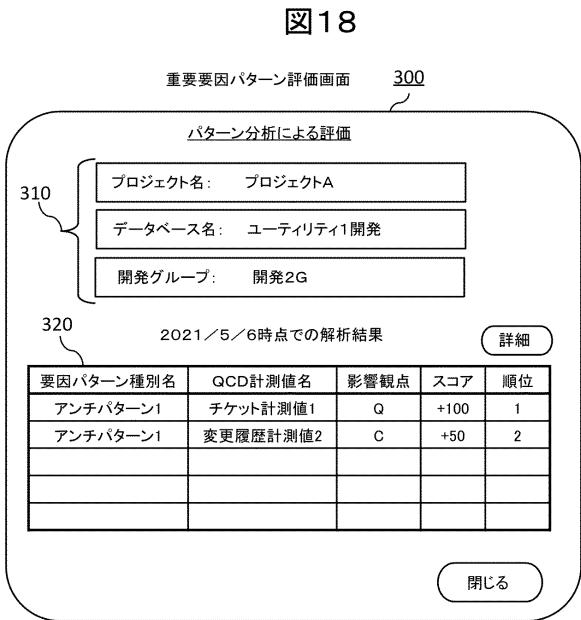 図18
重要要因パターン評価画面 300
パターン分析による評価
310
プロジェクト名: プロジェクトA
データベース名: ユーティリティ1開発
開発グループ: 開発2G
320
2021/5/6時点での解析結果
詳細
要因パターン種別名 QCD計測値名 影響観点 スコア 順位
アンチパターン1 チケット計測値1 Q +100 1
アンチパターン1 変更履歴計測値2 C +50 2
閉じる